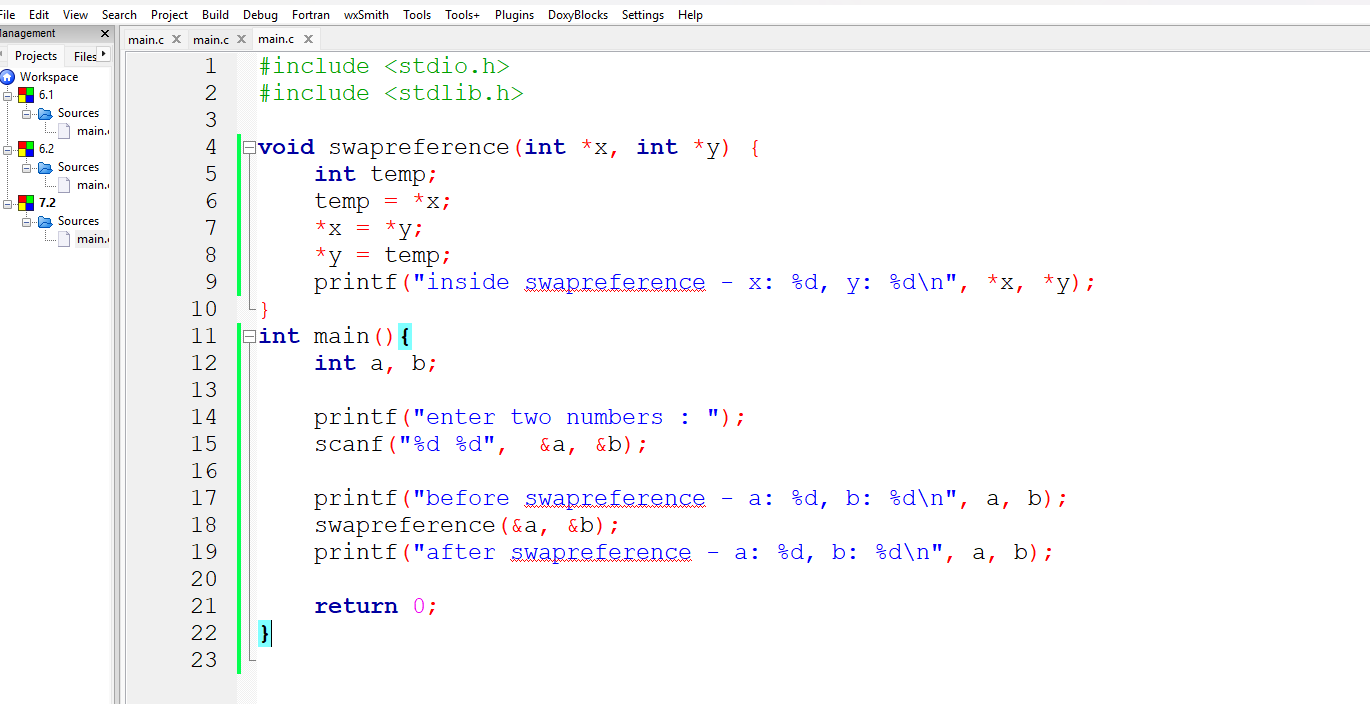 File Edit View Search Project Build Debug Fortran wxSmith Tools Tools+ Plugins DoxyBlocks Settings Help
anagement
main.c main.c main.c
Projects Files
Workspace
6.1
Sources
main.
6.2
Sources
main.
7.2
Sources
main.
1 #include <stdio.h>
2 #include <stdlib.h>
3
4 void swapreference(int *x, int *y) {
5     int temp;
6     temp = *x;
7     *x = *y;
8     *y = temp;
9     printf("inside swapreference - x: %d, y: %d\n", *x, *y);
10 }
11 int main(){
12     int a, b;
13
14     printf("enter two numbers : ");
15     scanf("%d %d",  &a, &b);
16
17     printf("before swapreference - a: %d, b: %d\n", a, b);
18     swapreference(&a, &b);
19     printf("after swapreference - a: %d, b: %d\n", a, b);
20
21     return 0;
22 }
23